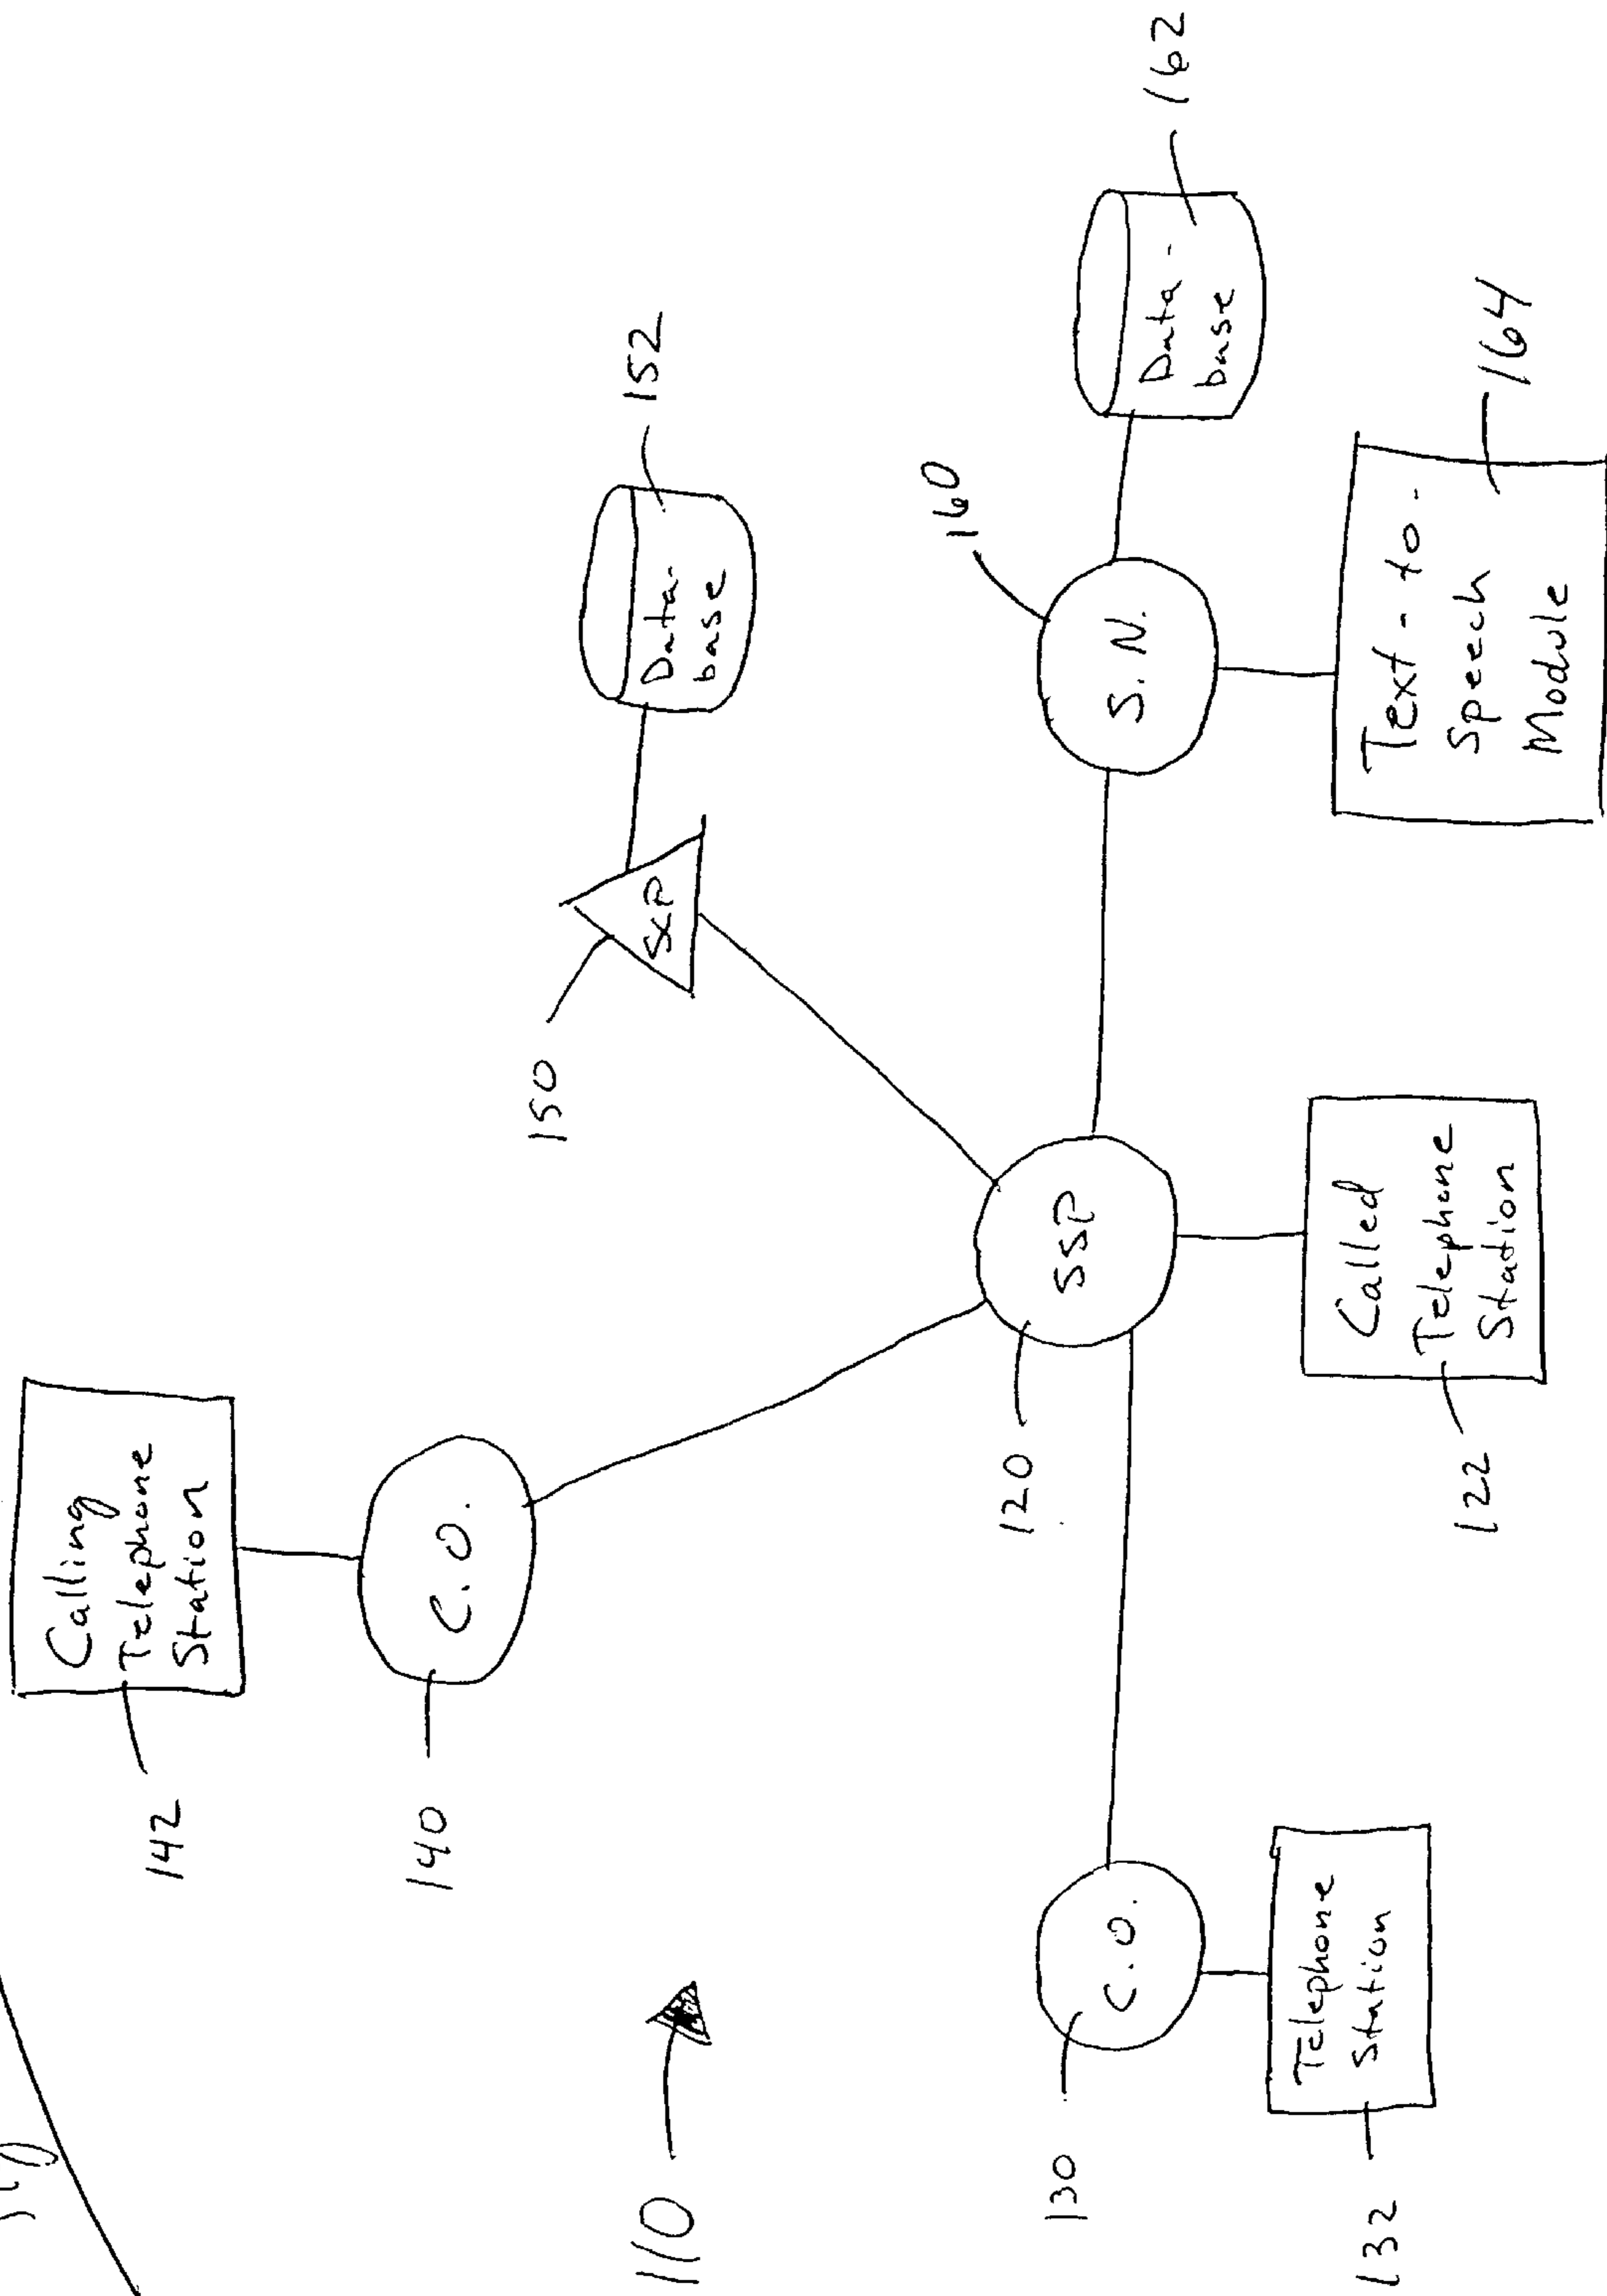 Calling
Telephone
Station
142
C.O.
140
110
150
SCP
Data-
base
152
SSP
120
Called
Telephone
Station
122
C.O.
130
Telephone
Station
132
S.N.
160
Data-
base
162
Text-to-
Speech
Module
164